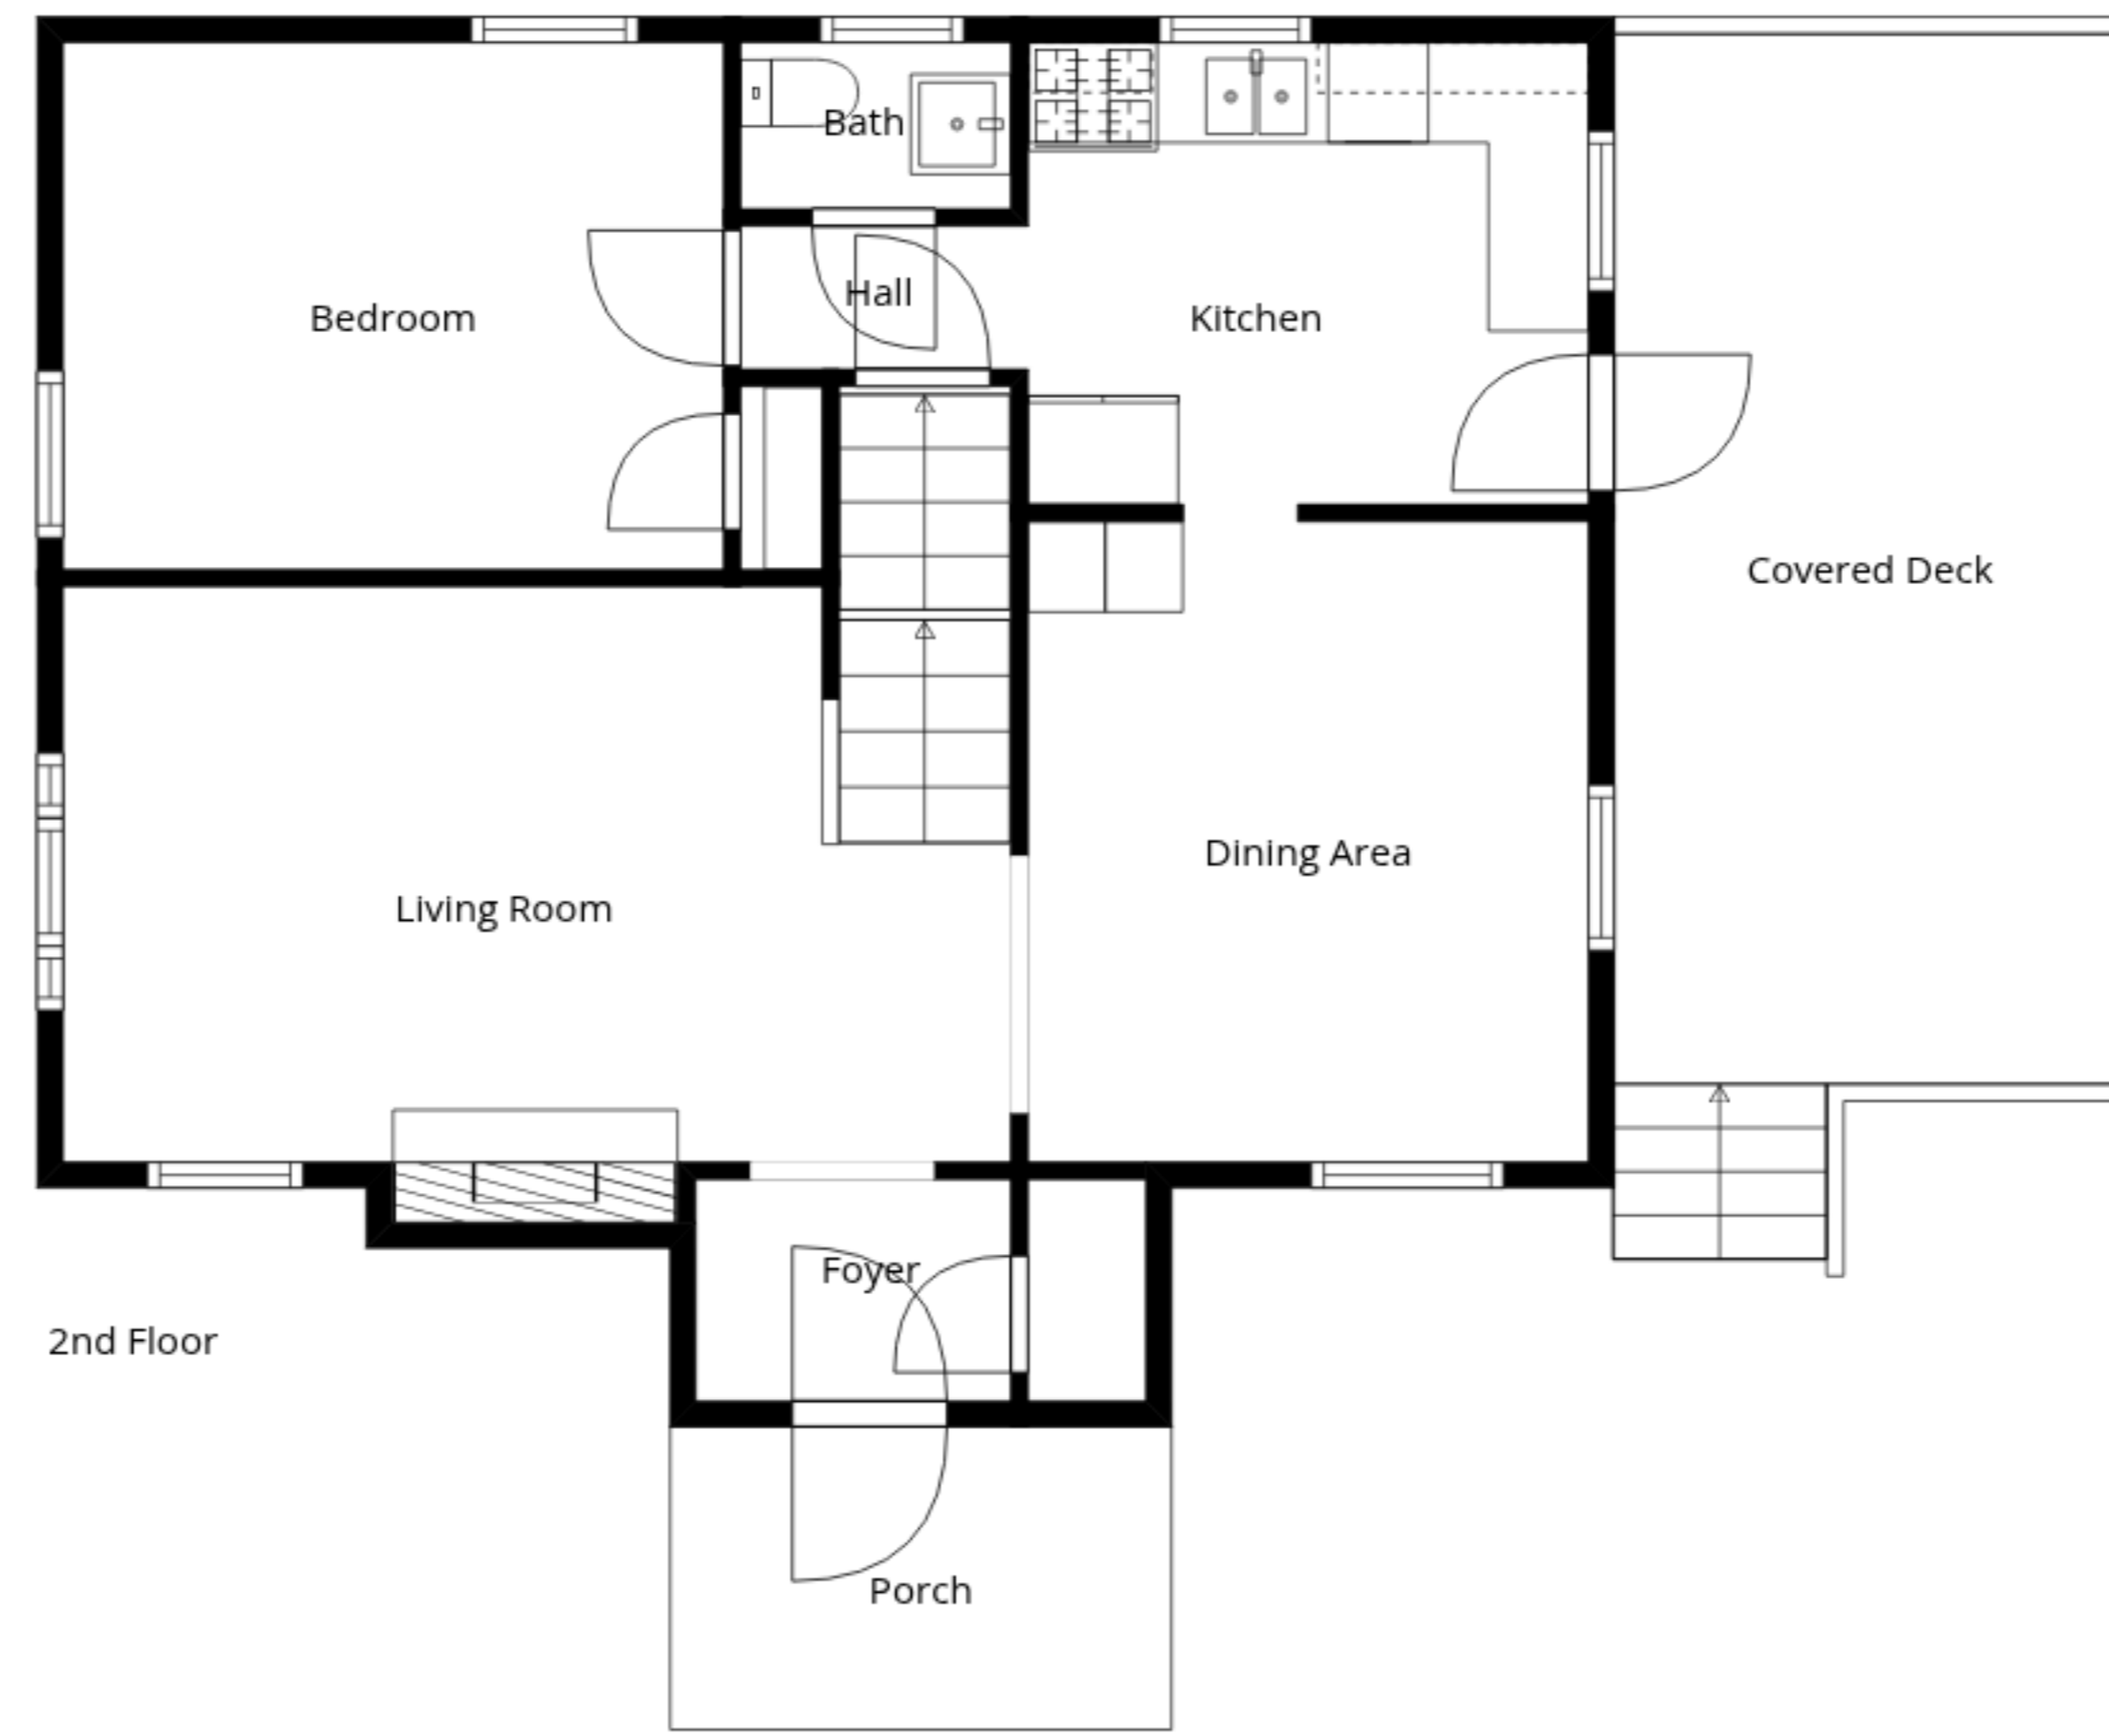 Bath
Hall
Bedroom
Kitchen
Covered Deck
Dining Area
Living Room
Foyer
2nd Floor
Porch